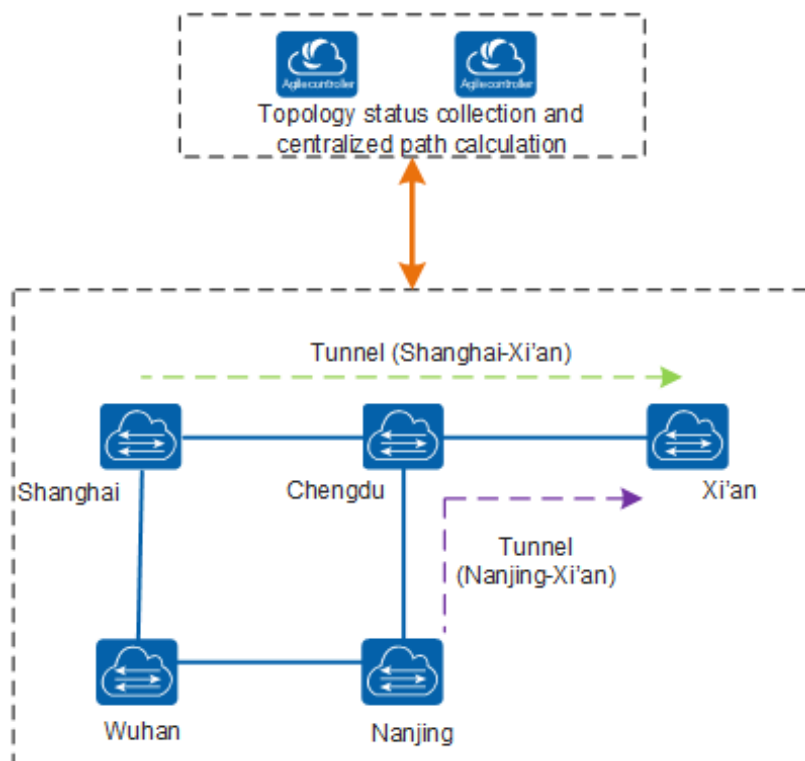 Agilecontroller
Agilecontroller
Topology status collection and
centralized path calculation
Tunnel (Shanghai-Xi'an)
Shanghai
Chengdu
Xi'an
Tunnel
(Nanjing-Xi'an)
Wuhan
Nanjing